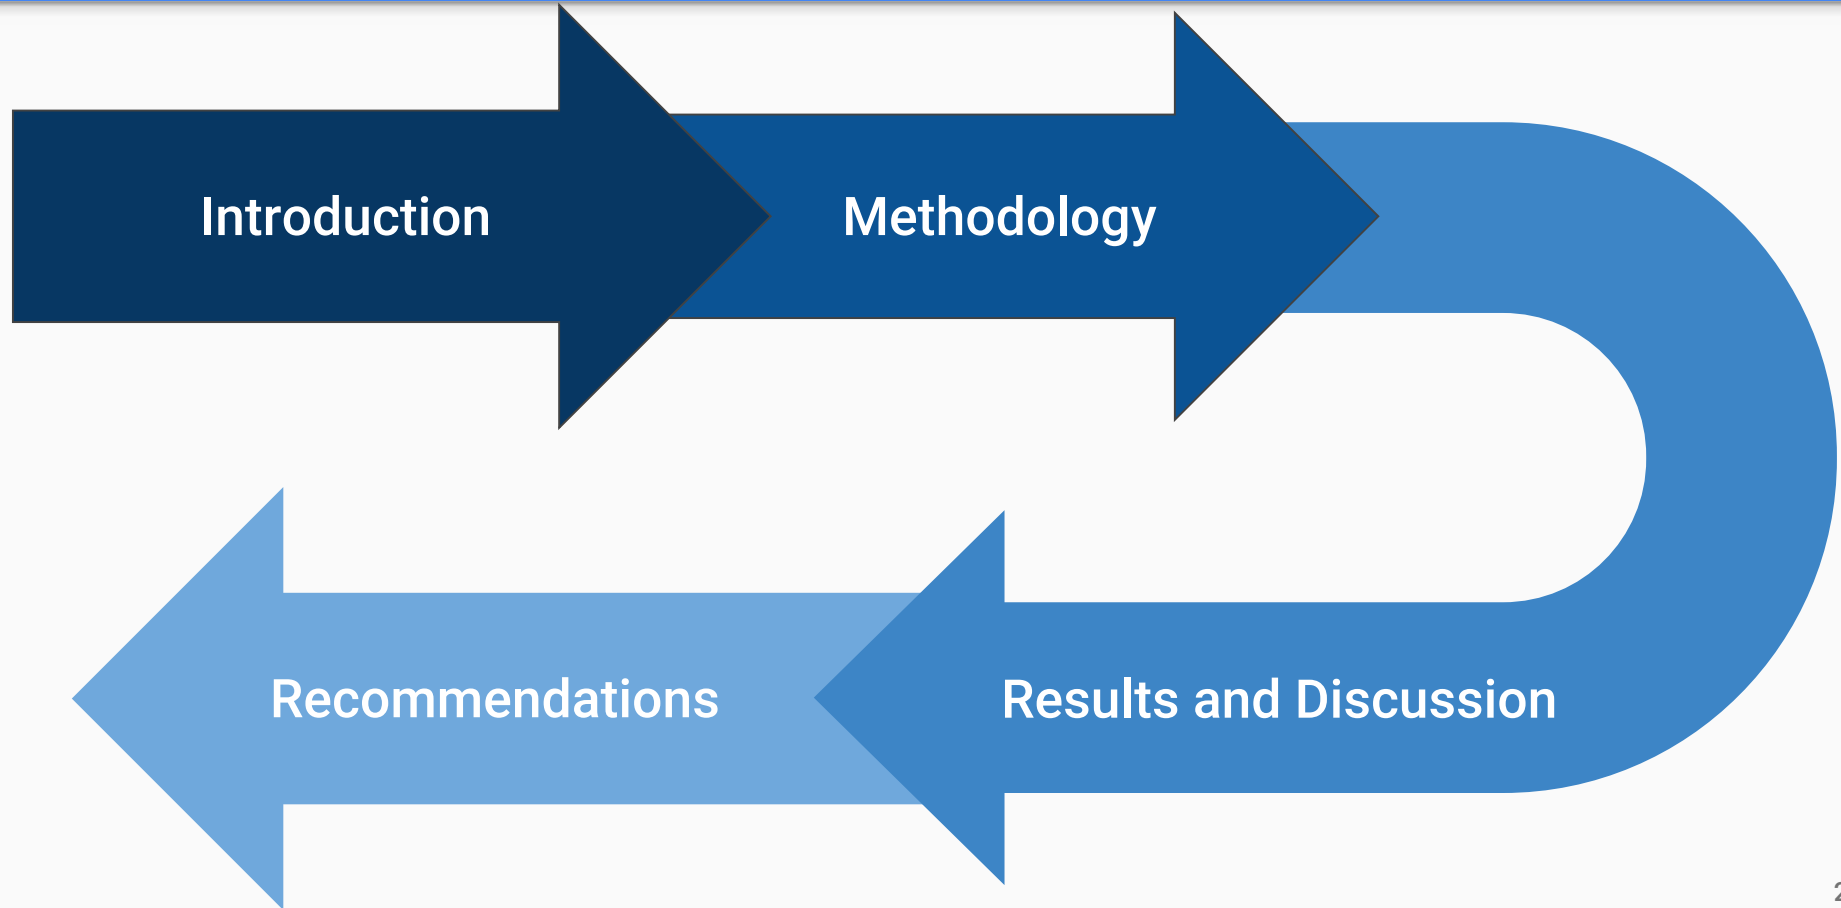 Introduction
Methodology
Results and Discussion
Recommendations